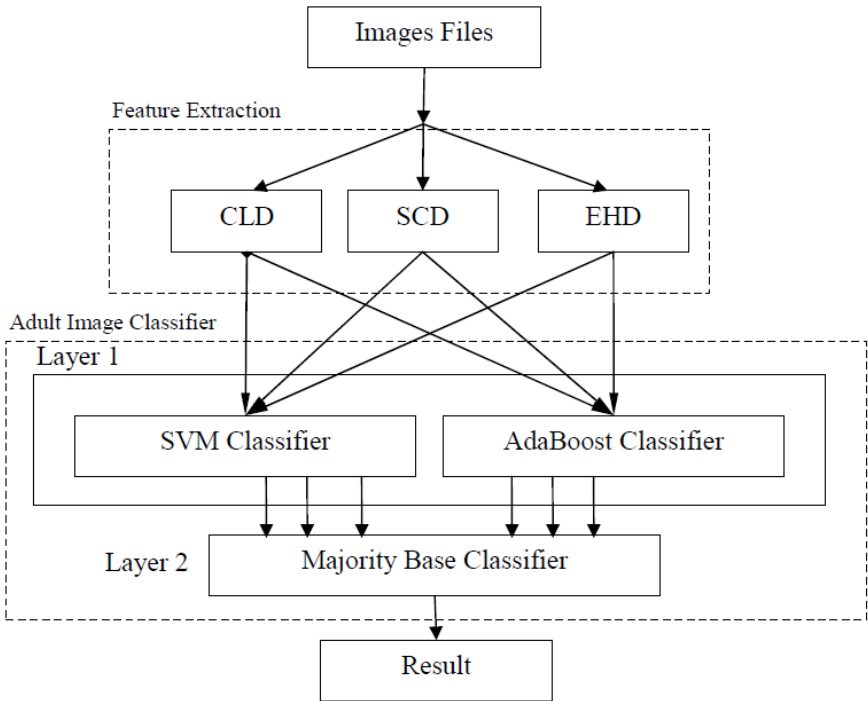 Images Files
Feature Extraction
CLD
SCD
EHD
Adult Image Classifier
Layer 1
SVM Classifier
AdaBoost Classifier
Layer 2
Majority Base Classifier
Result